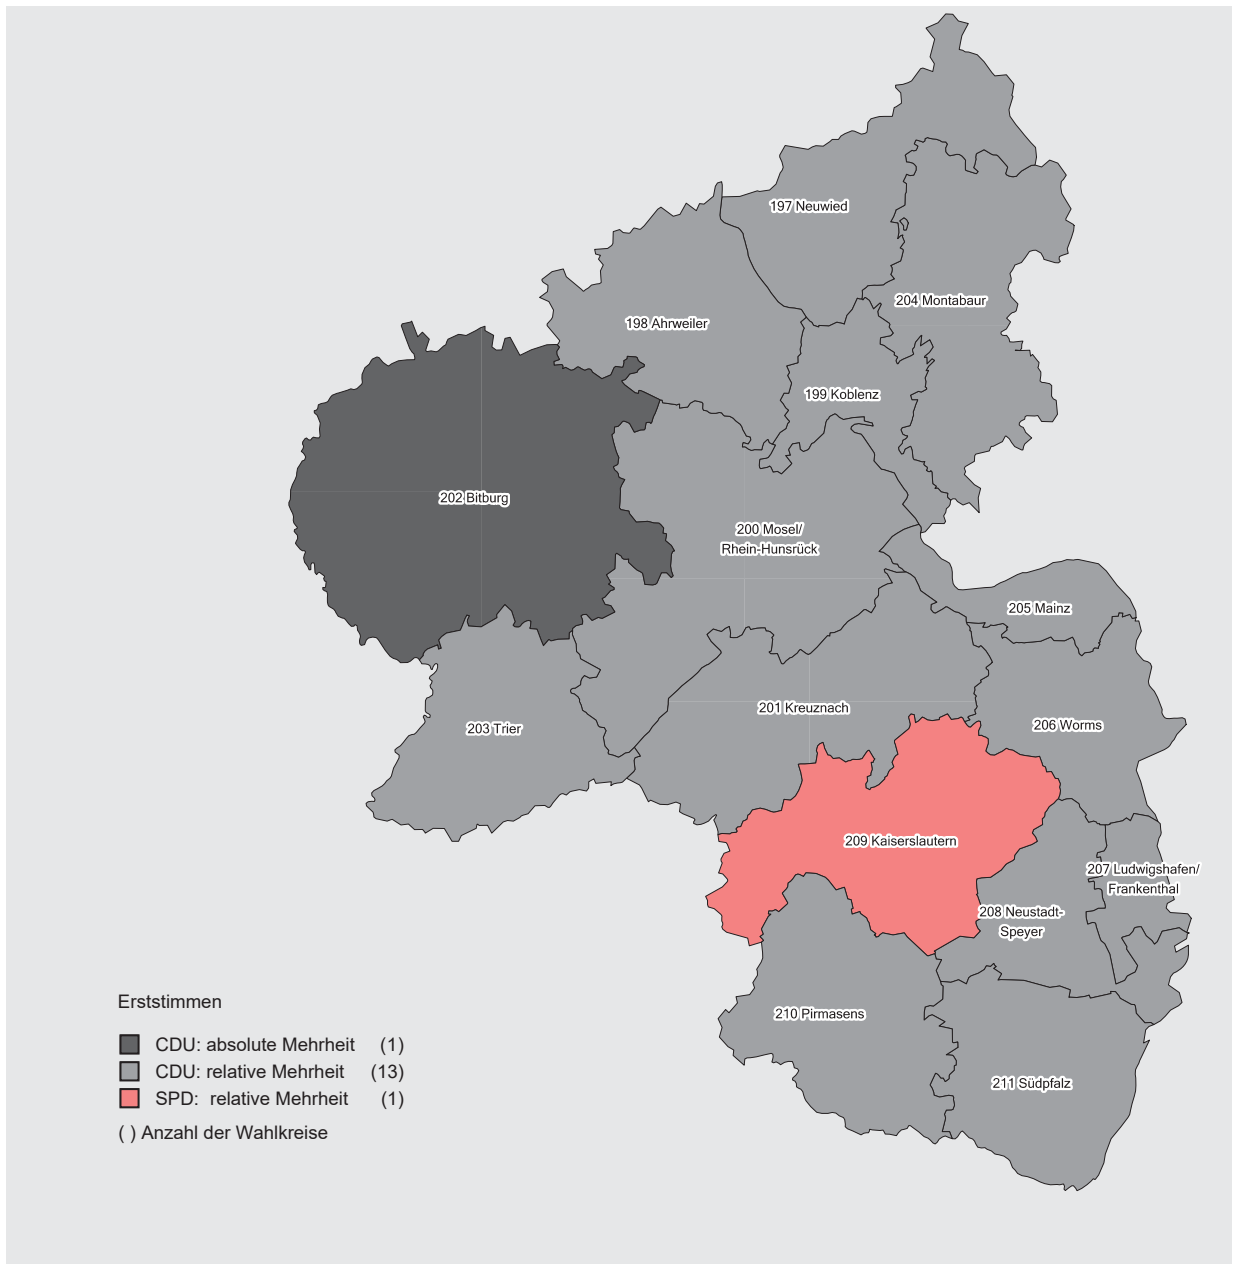 197 Neuwied
204 Montabaur
198 Ahrweiler
199 Koblenz
202 Bitburg
200 Mosel/
Rhein-Hunsrück
205 Mainz
201 Kreuznach
206 Worms
203 Trier
209 Kaiserslautern
207 Ludwigshafen/
Frankenthal
208 Neustadt-
Speyer
210 Pirmasens
211 Südpfalz
Erststimmen
CDU: absolute Mehrheit (1)
CDU: relative Mehrheit (13)
SPD: relative Mehrheit (1)
( ) Anzahl der Wahlkreise